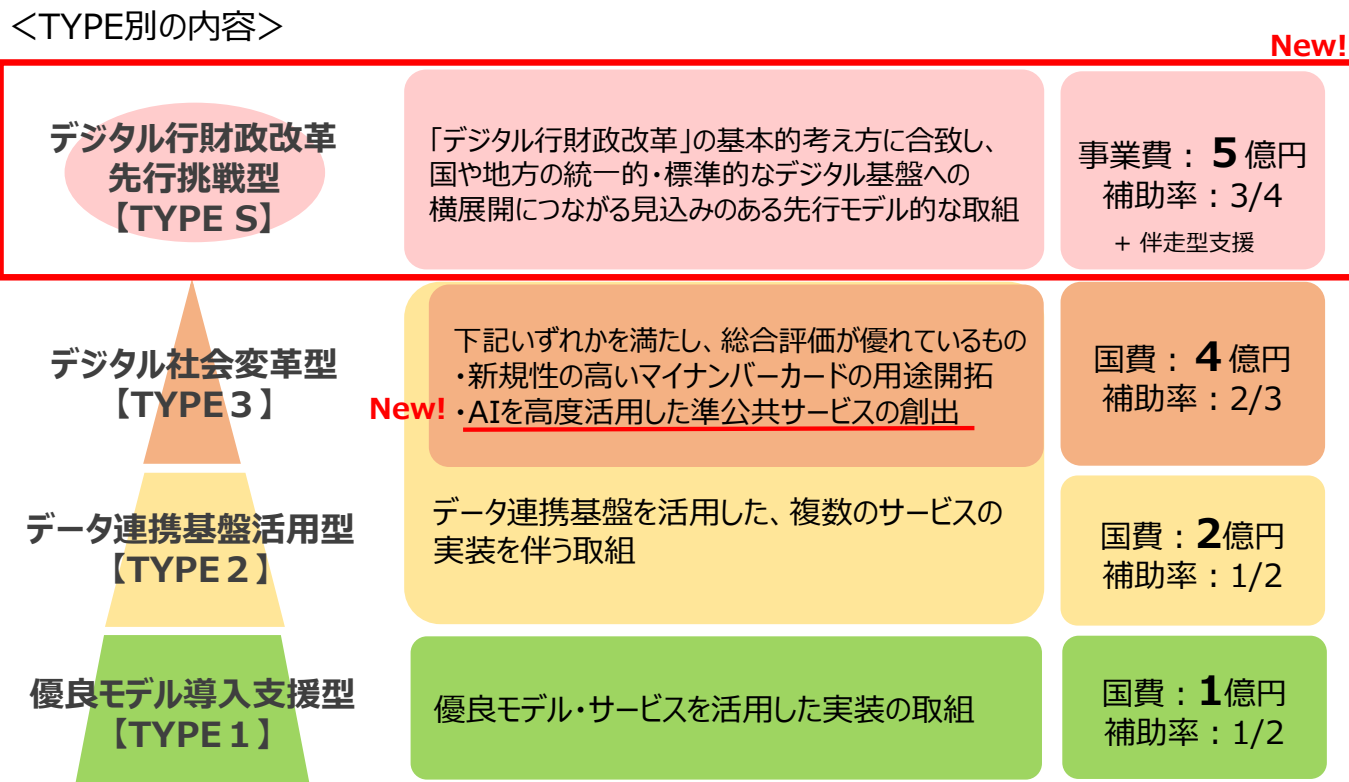 ＜TYPE別の内容＞
New!
デジタル行財政改革
先行挑戦型
【TYPE S】
「デジタル行財政改革」の基本的考え方に合致し、
国や地方の統一的・標準的なデジタル基盤への
横展開につながる見込みのある先行モデル的な取組
事業費：５億円
補助率：3/4
+ 伴走型支援
デジタル社会変革型
【TYPE３】
下記いずれかを満たし、総合評価が優れているもの
・新規性の高いマイナンバーカードの用途開拓
New! ・AIを高度活用した準公共サービスの創出
国費：４億円
補助率：2/3
データ連携基盤活用型
【TYPE２】
データ連携基盤を活用した、複数のサービスの
実装を伴う取組
国費：2億円
補助率：1/2
優良モデル導入支援型
【TYPE１】
優良モデル・サービスを活用した実装の取組
国費：1億円
補助率：1/2